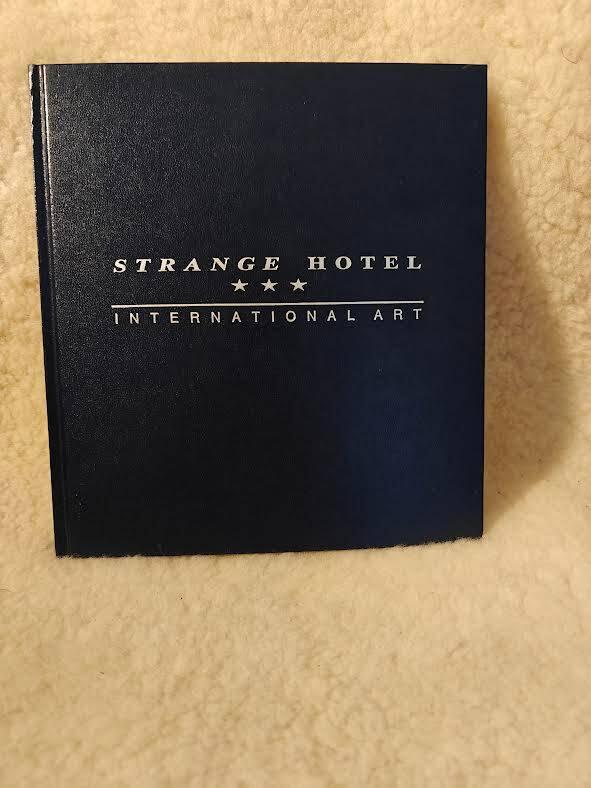 STRANGE HOTEL
★ ★ ★
INTERNATIONAL ART